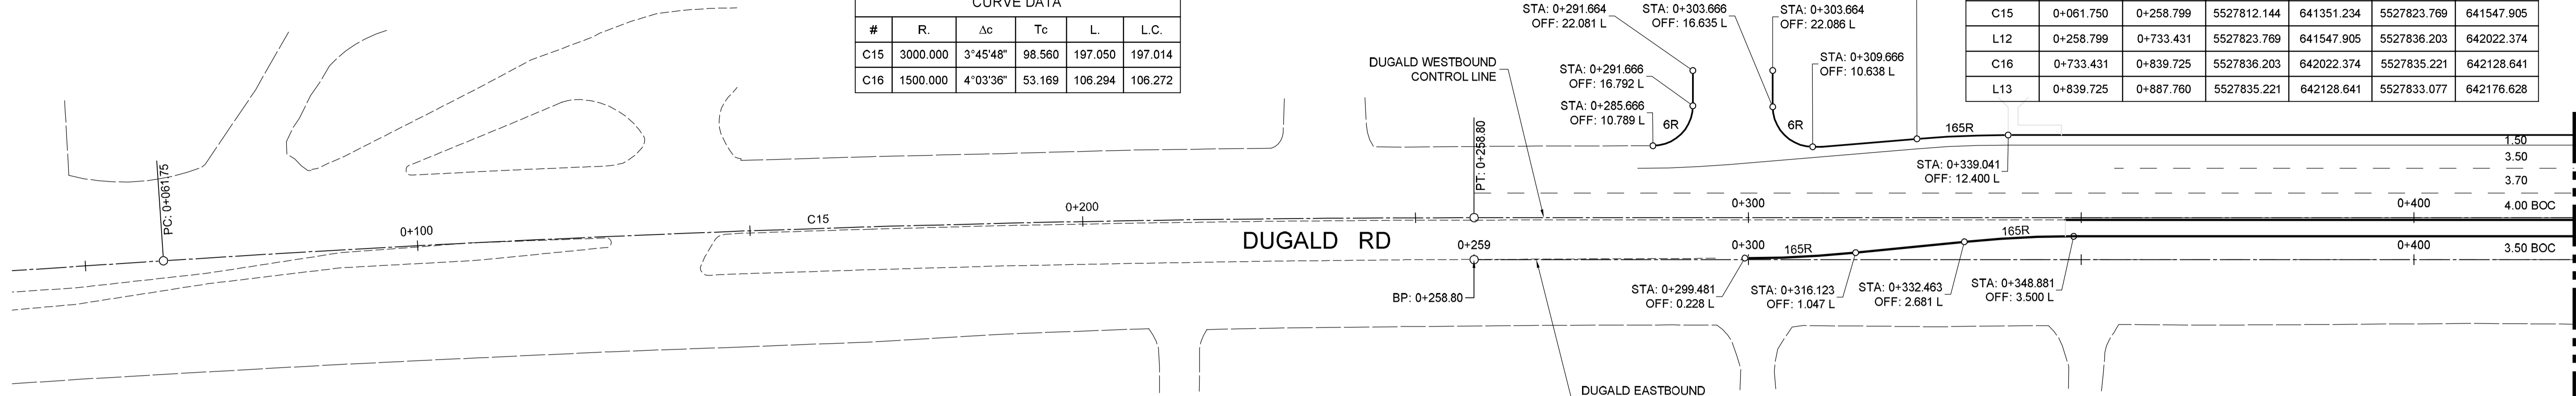 CURVE DATA
# R. Δc Tc L. L.C.
C15 3000.000 3°45'48" 98.560 197.050 197.014
C16 1500.000 4°03'36" 53.169 106.294 106.272
STA: 0+291.664
OFF: 22.081 L
STA: 0+303.666
OFF: 16.635 L
STA: 0+303.664
OFF: 22.086 L
C15 0+061.750 0+258.799 5527812.144 641351.234 5527823.769 641547.905
L12 0+258.799 0+733.431 5527823.769 641547.905 5527836.203 642022.374
C16 0+733.431 0+839.725 5527836.203 642022.374 5527835.221 642128.641
L13 0+839.725 0+887.760 5527835.221 642128.641 5527833.077 642176.628
DUGALD WESTBOUND
CONTROL LINE
STA: 0+291.666
OFF: 16.792 L
STA: 0+285.666
OFF: 10.789 L
STA: 0+309.666
OFF: 10.638 L
6R
6R
165R
STA: 0+339.041
OFF: 12.400 L
1.50
3.50
3.70
4.00 BOC
3.50 BOC
PC: 0+061.75
0+100
C15
0+200
PT: 0+258.80
0+300
0+400
DUGALD RD
0+259
0+300
165R
165R
0+400
BP: 0+258.80
STA: 0+299.481
OFF: 0.228 L
STA: 0+316.123
OFF: 1.047 L
STA: 0+332.463
OFF: 2.681 L
STA: 0+348.881
OFF: 3.500 L
DUGALD EASTBOUND